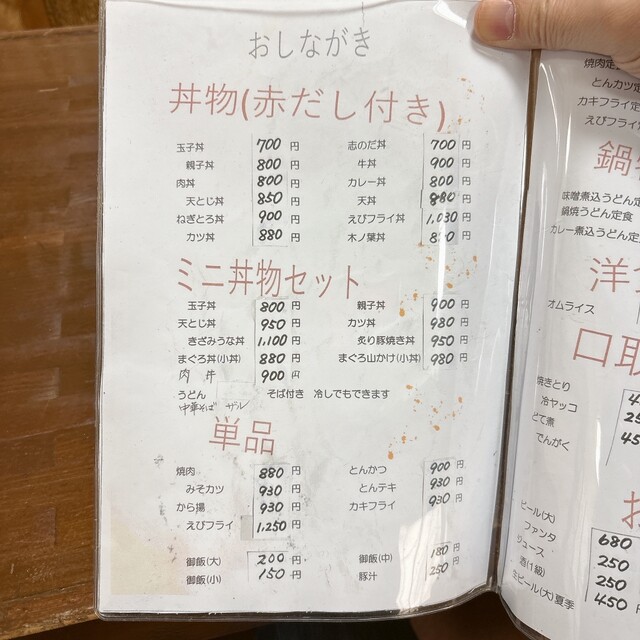 おしながき
丼物(赤だし付き)
玉子丼 700円 志のだ丼 700円
親子丼 800円 牛丼 900円
肉丼 800円 カレー丼 800円
天とじ丼 850円 天丼 880円
ねぎとろ丼 900円 えびフライ丼 1,030円
カツ丼 880円 木ノ葉丼 円
ミニ丼物セット
玉子丼 800円 親子丼 900円
天とじ丼 950円 カツ丼 980円
きざみうな丼 1,100円 炙り豚焼き丼 950円
まぐろ丼(小丼) 880円 まぐろ山かけ(小丼) 980円
肉丼 900円
うどん そば付き 冷しでもできます
中華そば ザル
単品
焼肉 880円 とんかつ 900円
みそカツ 930円 とんテキ 930円
から揚 930円 カキフライ 930円
えびフライ 1,250円
御飯(大) 200円 御飯(中) 180円
御飯(小) 150円 豚汁 250円
焼肉定
とんカツ定
カキフライ定
えびフライ
鍋
味噌煮込うどん定
鍋焼うどん定食
カレー煮込うどん定
洋
オムライス
口取
焼きとり
冷ヤッコ
どて煮
でんがく
ビール(大) 680
ファンタ 250
ジュース 250
酒(1級)
生ビール(大)夏季 450